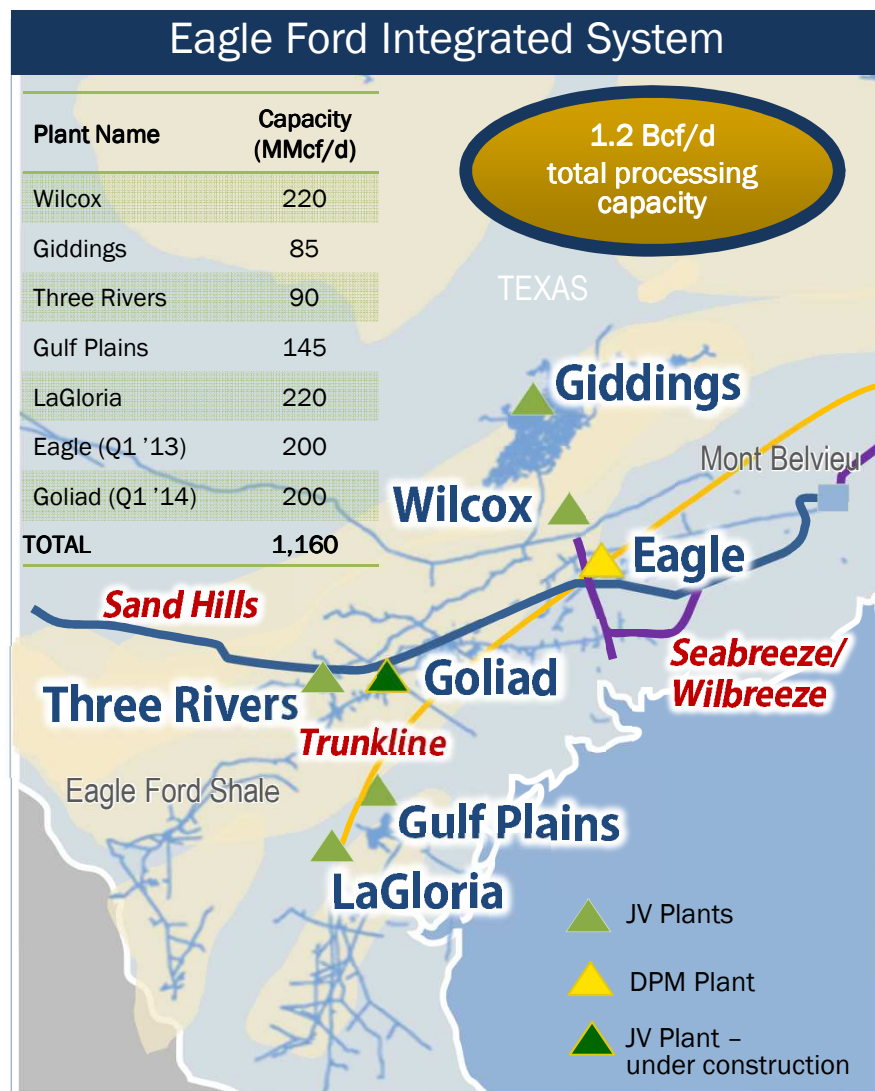 Eagle Ford Integrated System
Plant Name
Capacity
(MMcf/d)
Wilcox 220
Giddings 85
Three Rivers 90
Gulf Plains 145
LaGloria 220
Eagle (Q1 ’13) 200
Goliad (Q1 ’14) 200
TOTAL 1,160
1.2 Bcf/d
total processing
capacity
TEXAS
Giddings
Mont Belvieu
Wilcox
Eagle
Sand Hills
Seabreeze/
Wilbreeze
Goliad
Three Rivers
Trunkline
Eagle Ford Shale
Gulf Plains
LaGloria
JV Plants
DPM Plant
JV Plant –
under construction